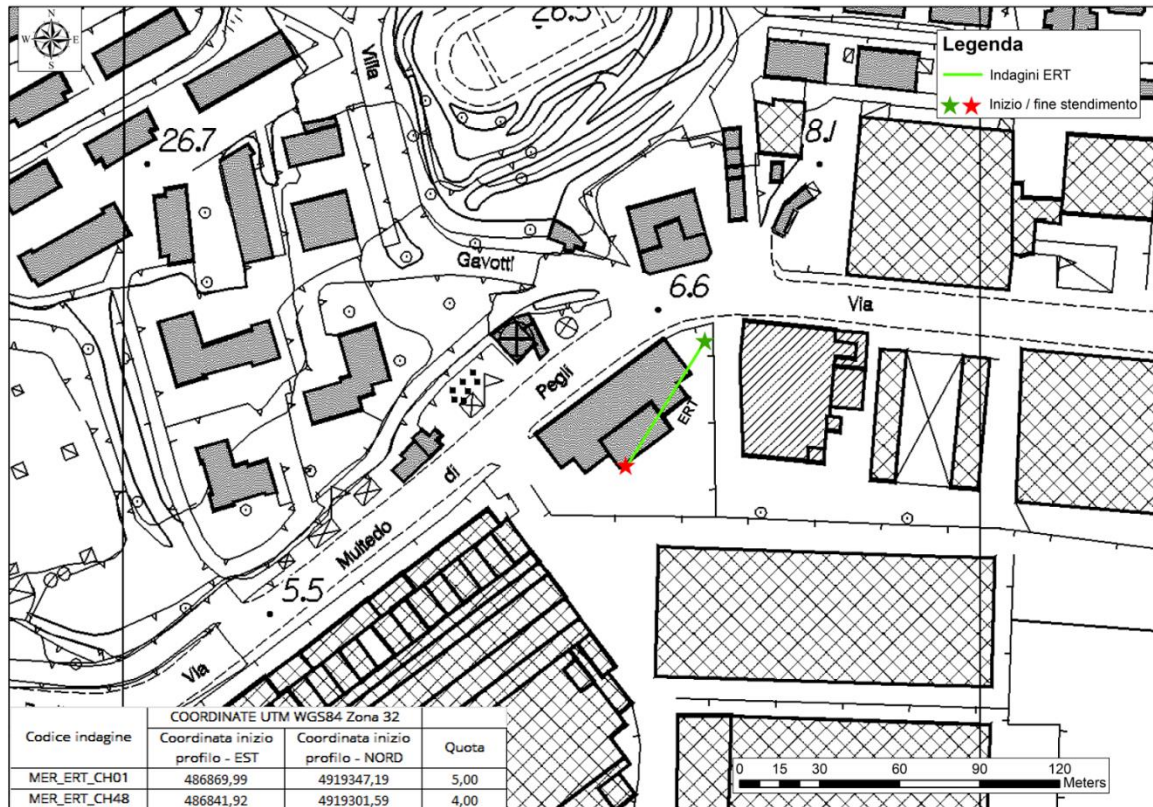 N
W E
S
26.5
Villa
Legenda
Indagini ERT
Inizio / fine stendimento
26.7
8.1
Gavotti
6.6
Via
Pegli
ERT
di
Multedo
5.5
Via
Codice indagine
COORDINATE UTM WGS84 Zona 32
Coordinata inizio profilo - EST
Coordinata inizio profilo - NORD
Quota
MER_ERT_CH01 486869,99 4919347,19 5,00
MER_ERT_CH48 486841,92 4919301,59 4,00
0 15 30 60 90 120
Meters